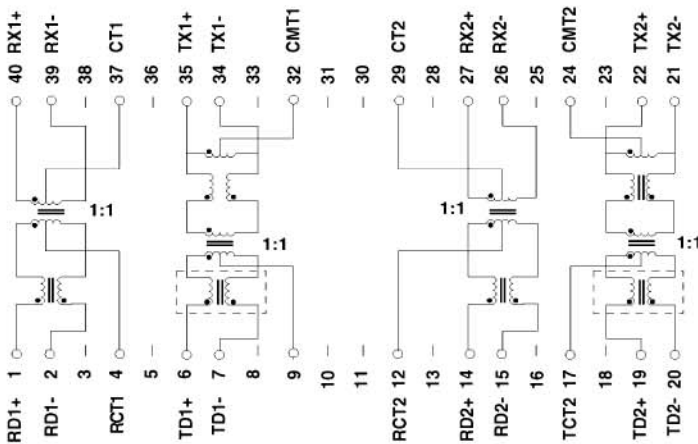 RX1+ RX1- CT1 TX1+ TX1- CMT1 CT2 RX2+ RX2- CMT2 TX2+ TX2-
40 39 38 37 36 35 34 33 32 31 30 29 28 27 26 25 24 23 22 21
1:1 1:1 1:1 1:1
1 2 3 4 5 6 7 8 9 10 11 12 13 14 15 16 17 18 19 20
RD1+ RD1- RCT1 TD1+ TD1- RCT2 RD2+ RD2- TCT2 TD2+ TD2-